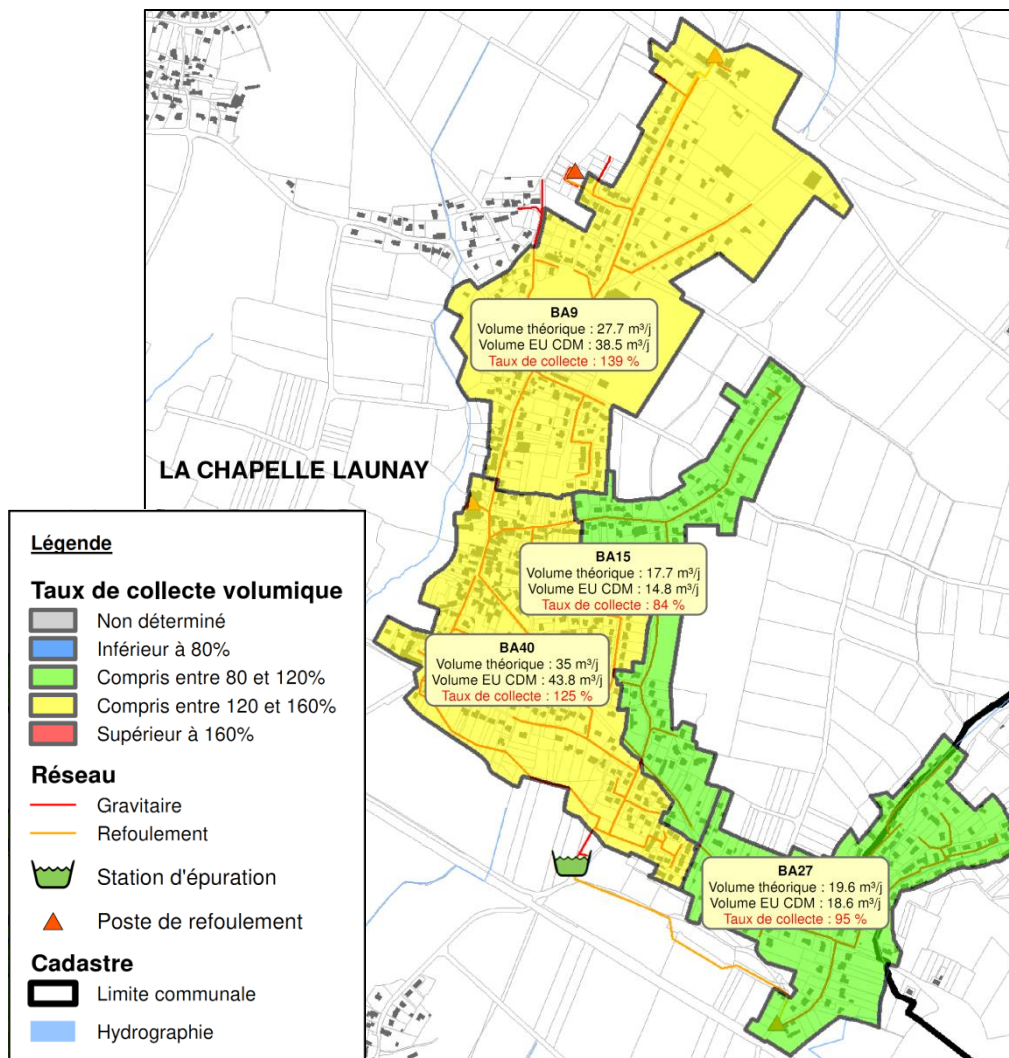 BA9
Volume théorique : 27.7 m³/j
Volume EU CDM : 38.5 m³/j
Taux de collecte : 139 %
LA CHAPELLE LAUNAY
BA15
Volume théorique : 17.7 m³/j
Volume EU CDM : 14.8 m³/j
Taux de collecte : 84 %
BA40
Volume théorique : 35 m³/j
Volume EU CDM : 43.8 m³/j
Taux de collecte : 125 %
BA27
Volume théorique : 19.6 m³/j
Volume EU CDM : 18.6 m³/j
Taux de collecte : 95 %
Légende
Taux de collecte volumique
Non déterminé
Inférieur à 80%
Compris entre 80 et 120%
Compris entre 120 et 160%
Supérieur à 160%
Réseau
Gravitaire
Refoulement
Station d'épuration
Poste de refoulement
Cadastre
Limite communale
Hydrographie